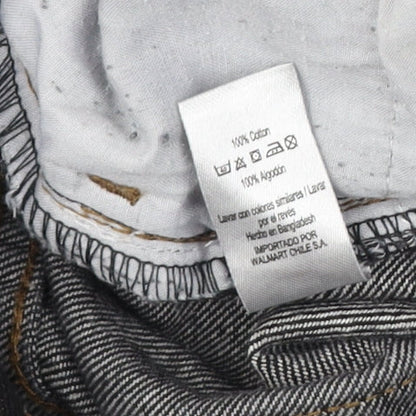 100% Cotton
100% Algodón
Lavar con colores similares / Lavar
por el revés
Hecho en Bangladesh
IMPORTADO POR
WALMART CHILE S.A.